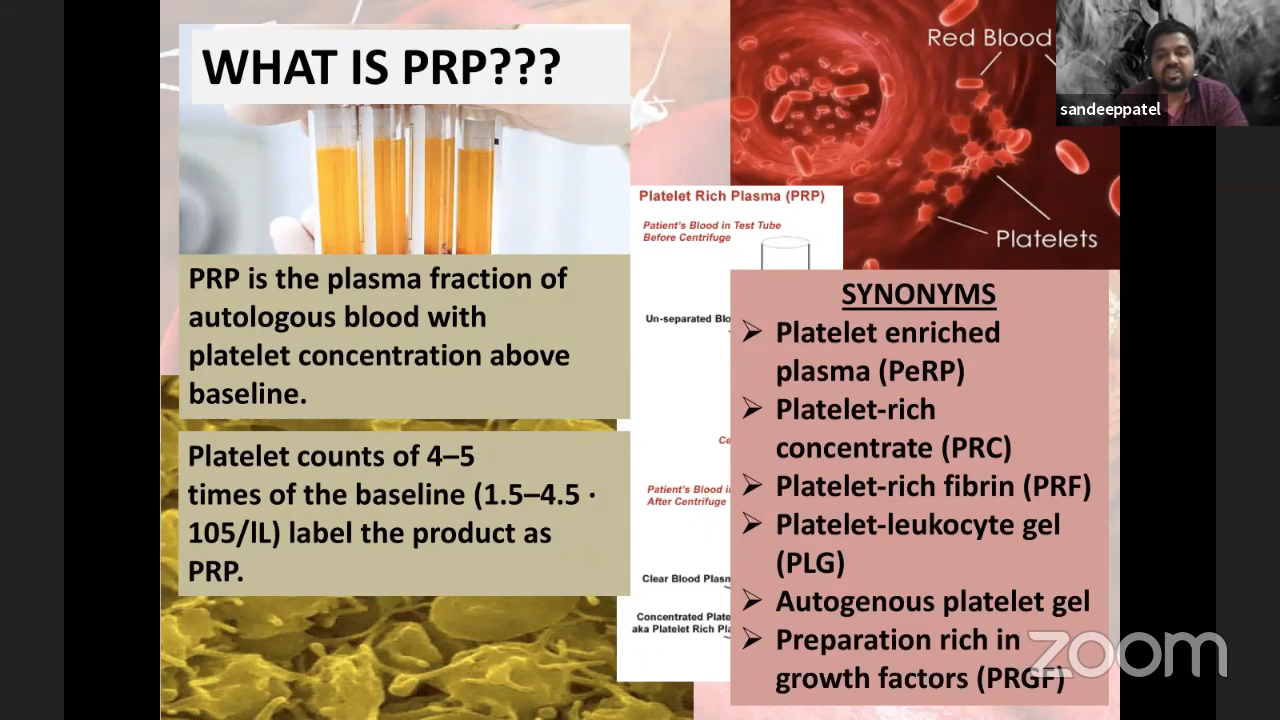 WHAT IS PRP???
PRP is the plasma fraction of
autologous blood with
platelet concentration above
baseline.
Platelet counts of 4–5
times of the baseline (1.5–4.5 ·
105/lL) label the product as
PRP.
Platelet Rich Plasma (PRP)
Patient's Blood in Test Tube
Before Centrifuge
Un-separated
Patient's Blood
After Centrifuge
Clear Blood
Concentrated
aka Platelet Rich
Red Blood
Platelets
SYNONYMS
➢ Platelet enriched
plasma (PeRP)
➢ Platelet-rich
concentrate (PRC)
➢ Platelet-rich fibrin (PRF)
➢ Platelet-leukocyte gel
(PLG)
➢ Autogenous platelet gel
➢ Preparation rich in
growth factors (PRGF)
sandeeppatel
zoom